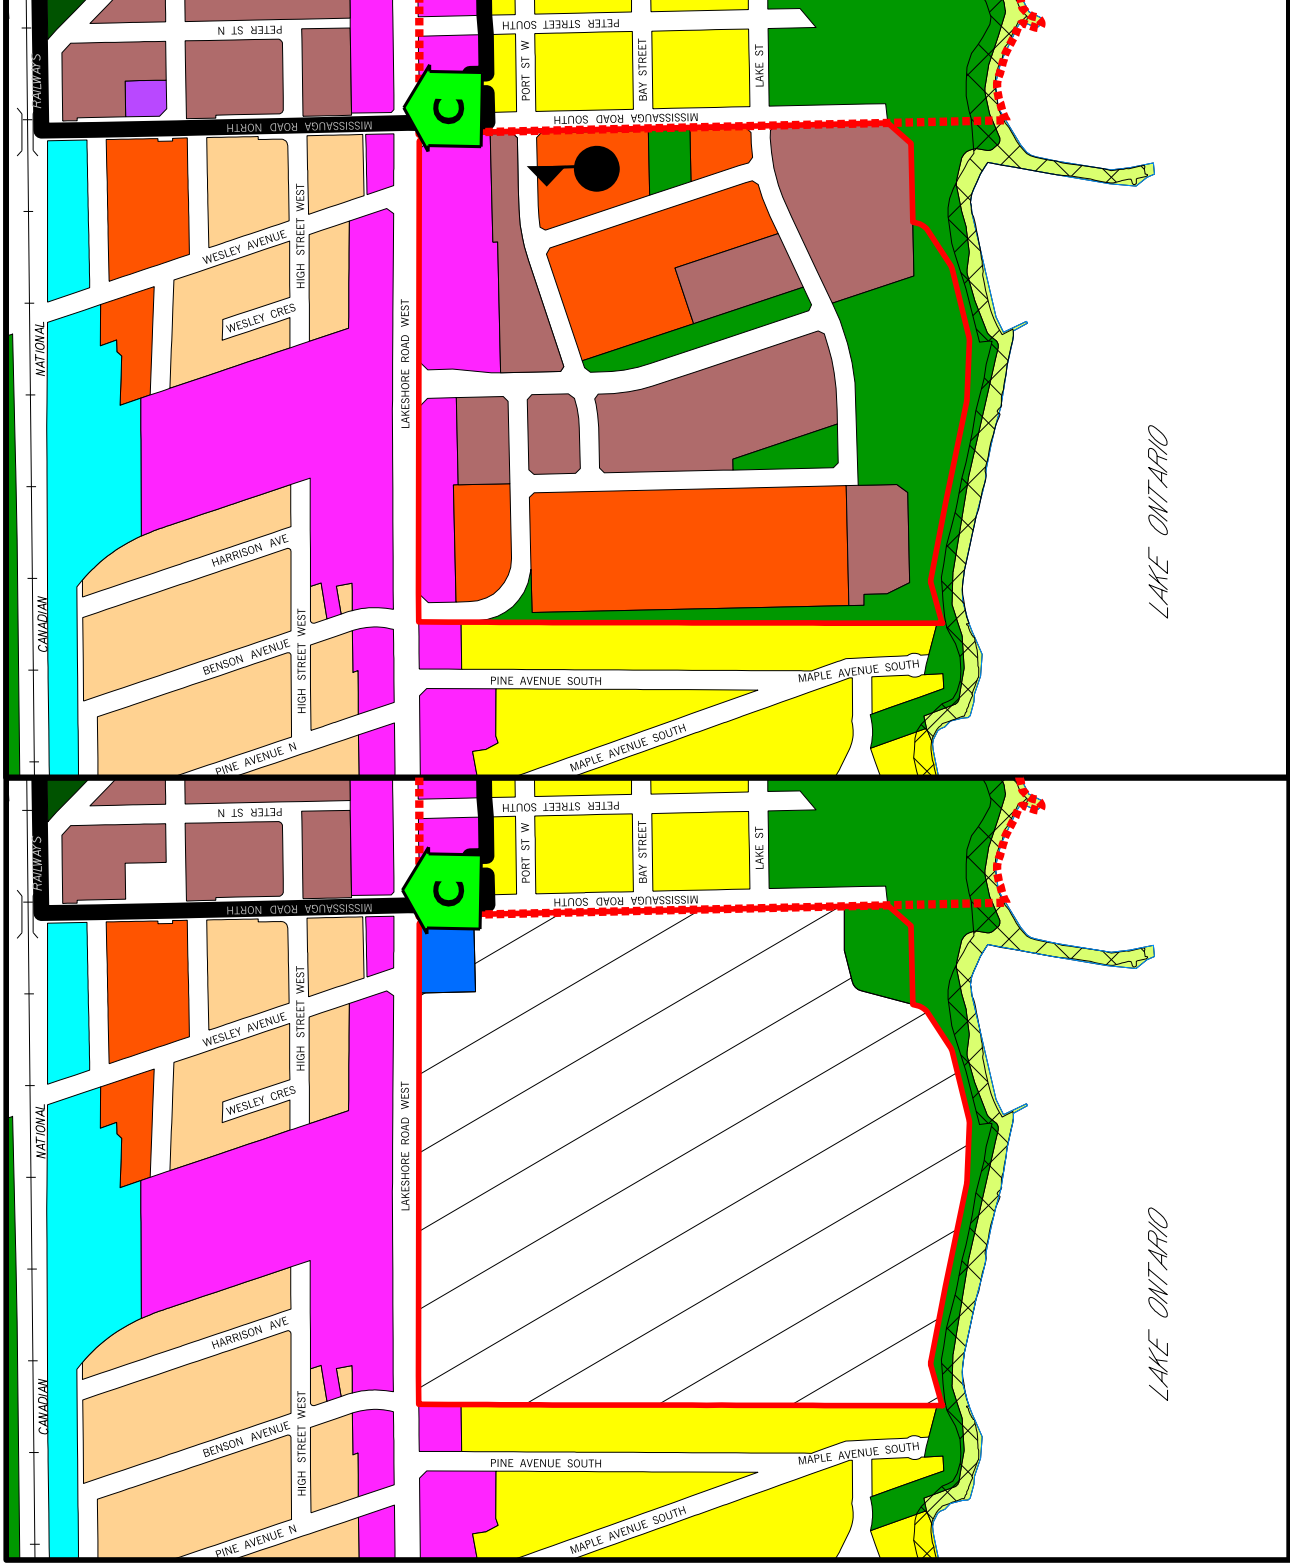 PETER ST N
PETER STREET SOUTH
RAILWAYS
PORT ST W
BAY STREET
LAKE ST
C
MISSISSAUGA ROAD NORTH
MISSISSAUGA ROAD SOUTH
WESLEY AVENUE
HIGH STREET WEST
WESLEY CRES
NATIONAL
LAKESHORE ROAD WEST
LAKE ONTARIO
HARRISON AVE
CANADIAN
BENSON AVENUE
HIGH STREET WEST
PINE AVENUE SOUTH
MAPLE AVENUE SOUTH
PINE AVENUE N
MAPLE AVENUE SOUTH
PETER ST N
PETER STREET SOUTH
RAILWAYS
PORT ST W
BAY STREET
LAKE ST
C
MISSISSAUGA ROAD NORTH
MISSISSAUGA ROAD SOUTH
WESLEY AVENUE
HIGH STREET WEST
WESLEY CRES
NATIONAL
LAKESHORE ROAD WEST
LAKE ONTARIO
HARRISON AVE
CANADIAN
BENSON AVENUE
HIGH STREET WEST
PINE AVENUE SOUTH
MAPLE AVENUE SOUTH
PINE AVENUE N
MAPLE AVENUE SOUTH